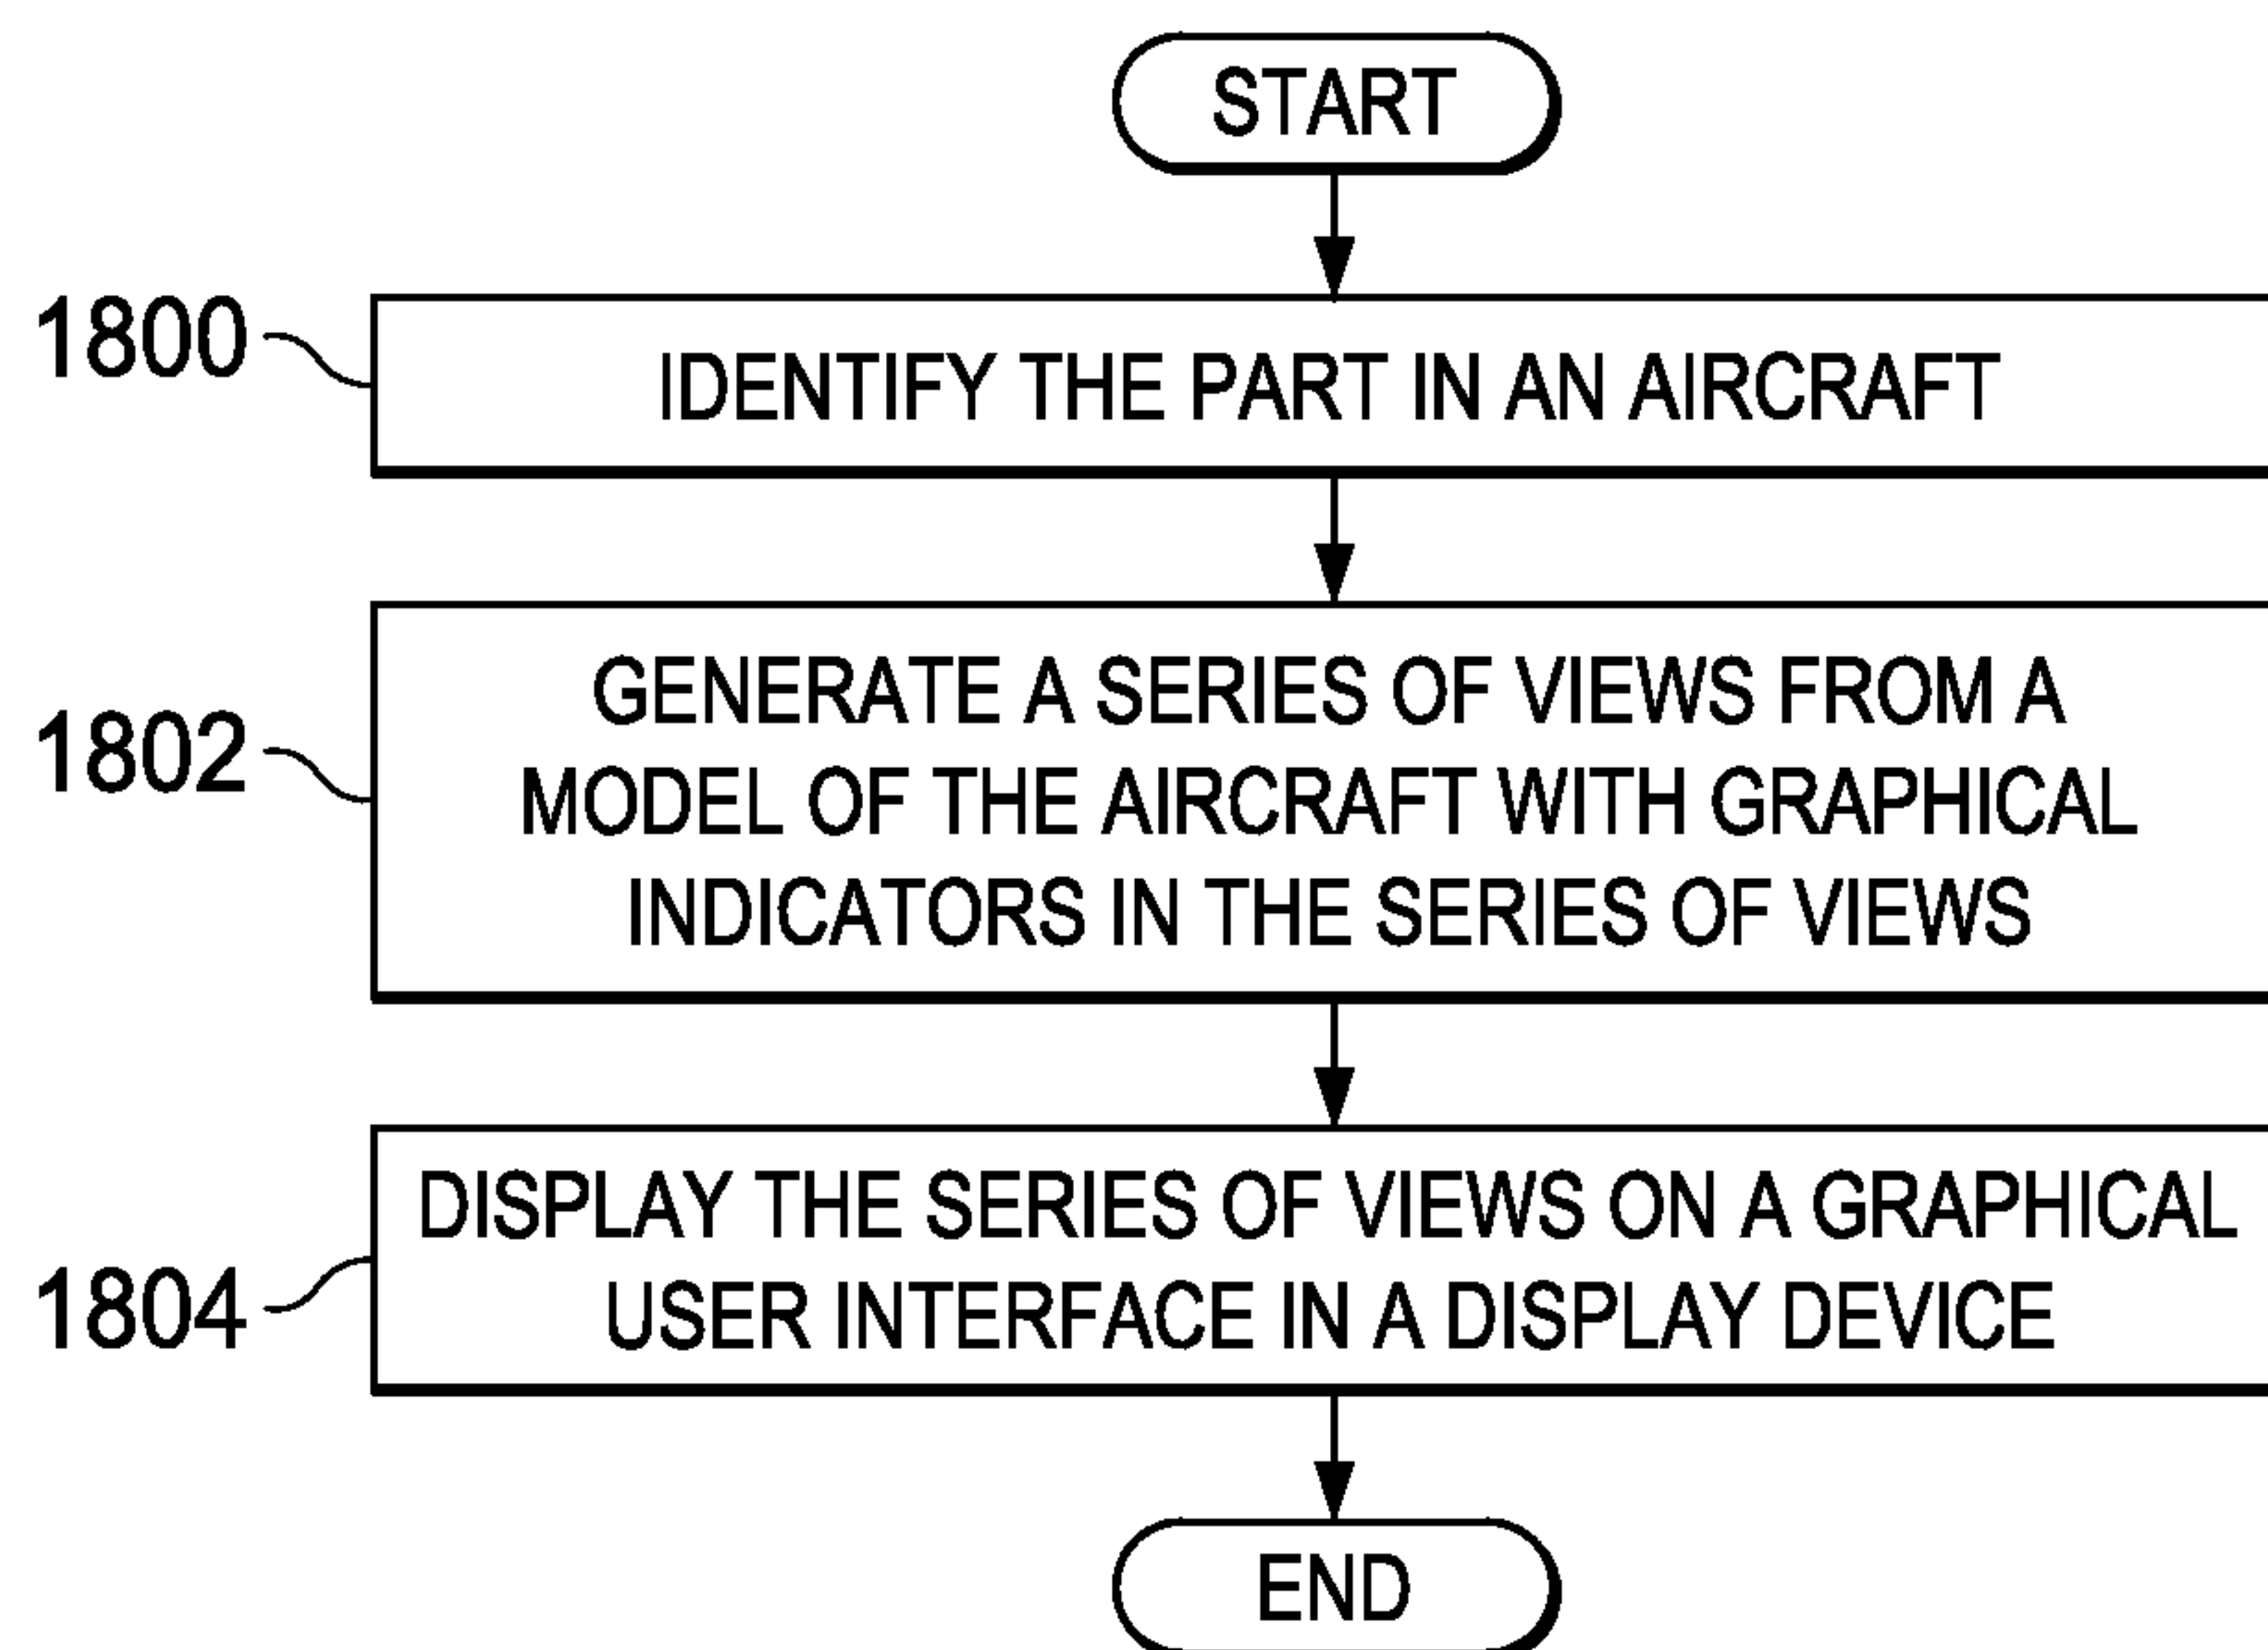 START
1800
IDENTIFY THE PART IN AN AIRCRAFT
1802
GENERATE A SERIES OF VIEWS FROM A
MODEL OF THE AIRCRAFT WITH GRAPHICAL
INDICATORS IN THE SERIES OF VIEWS
1804
DISPLAY THE SERIES OF VIEWS ON A GRAPHICAL
USER INTERFACE IN A DISPLAY DEVICE
END